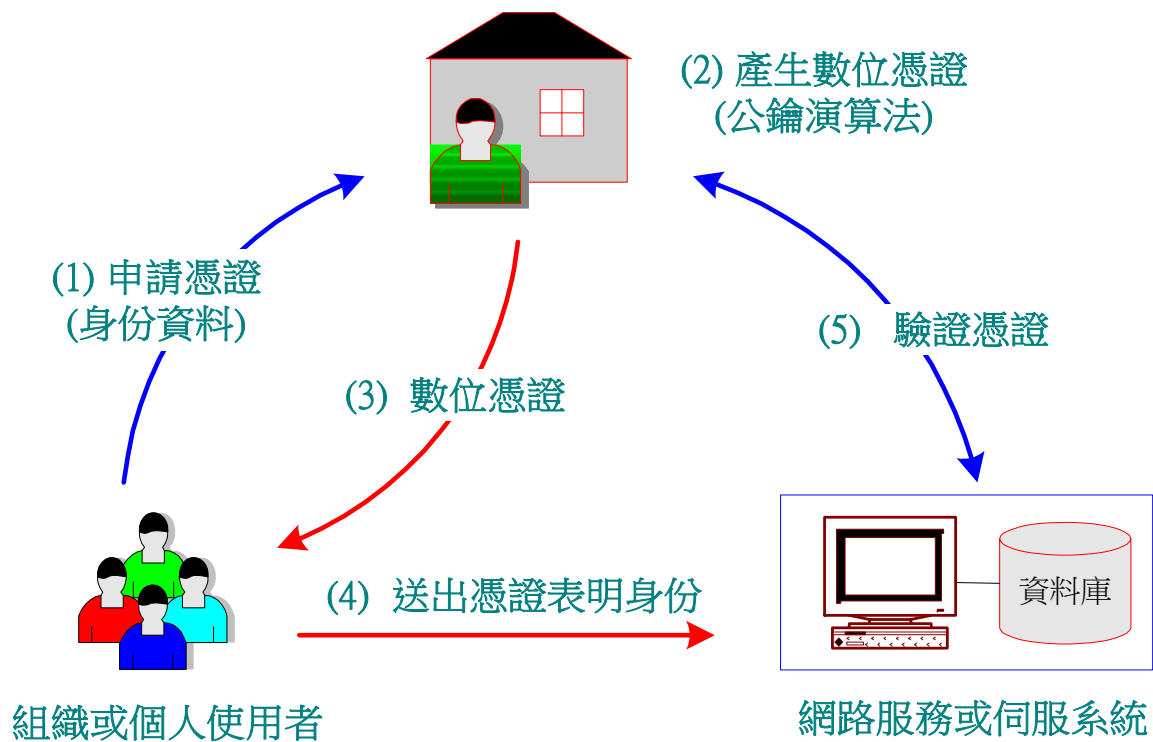 (2) 產生數位憑證
(公鑰演算法)
(1) 申請憑證
(身份資料)
(5) 驗證憑證
(3) 數位憑證
(4) 送出憑證表明身份
資料庫
組織或個人使用者
網路服務或伺服系統